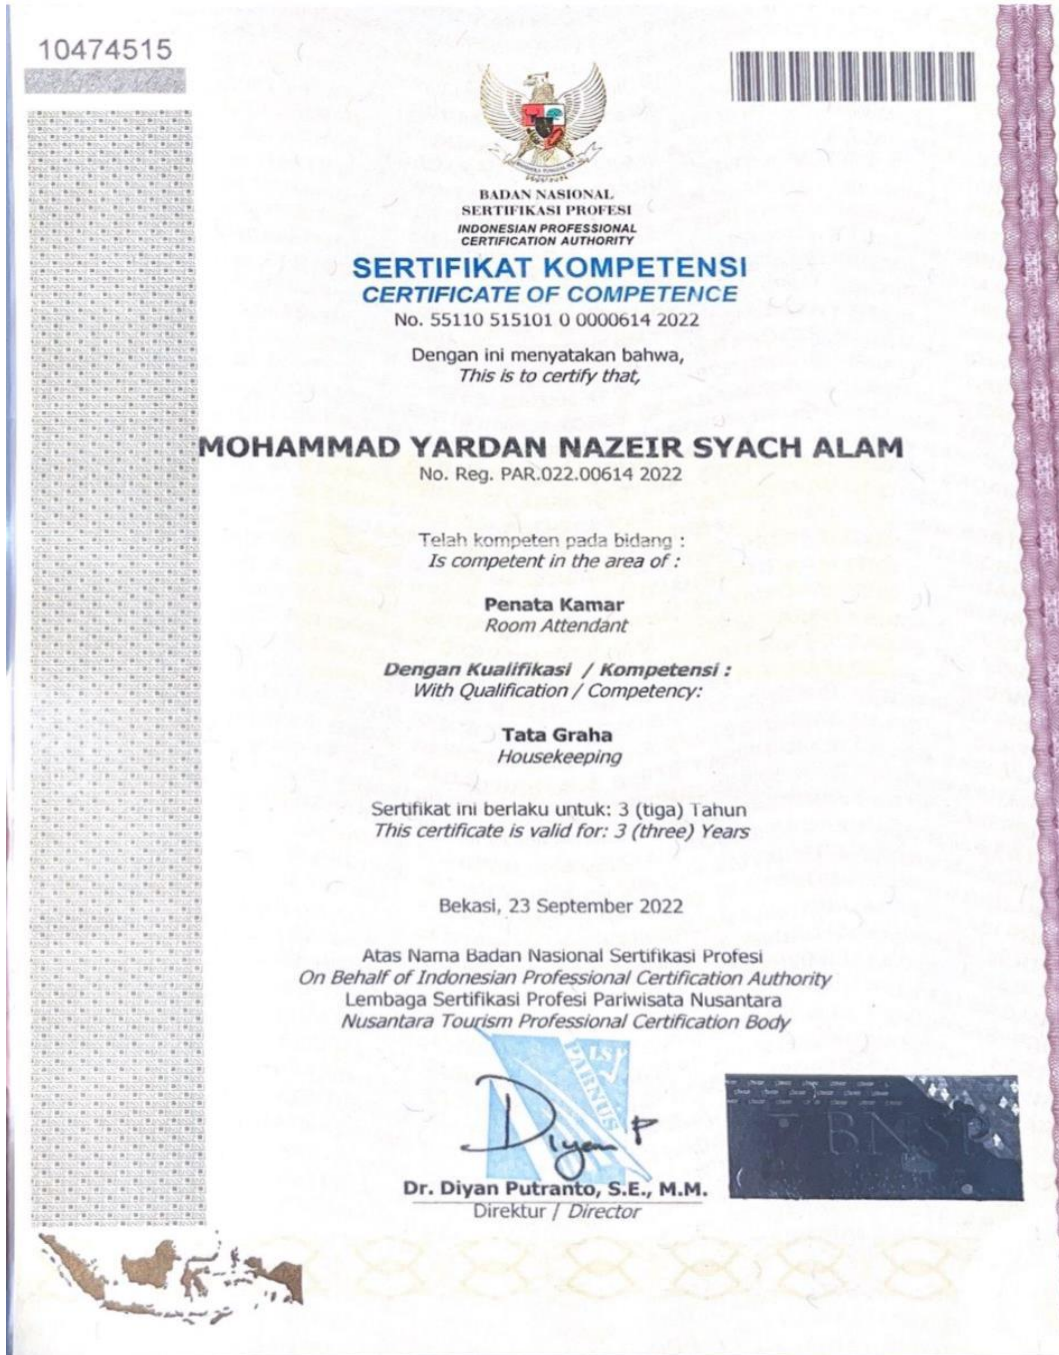 10474515
BADAN NASIONAL
SERTIFIKASI PROFESI
INDONESIAN PROFESSIONAL
CERTIFICATION AUTHORITY
SERTIFIKAT KOMPETENSI
CERTIFICATE OF COMPETENCE
No. 55110 515101 0 0000614 2022
Dengan ini menyatakan bahwa,
This is to certify that,
MOHAMMAD YARDAN NAZEIR SYACH ALAM
No. Reg. PAR.022.00614 2022
Telah kompeten pada bidang :
Is competent in the area of :
Penata Kamar
Room Attendant
Dengan Kualifikasi / Kompetensi :
With Qualification / Competency:
Tata Graha
Housekeeping
Sertifikat ini berlaku untuk: 3 (tiga) Tahun
This certificate is valid for: 3 (three) Years
Bekasi, 23 September 2022
Atas Nama Badan Nasional Sertifikasi Profesi
On Behalf of Indonesian Professional Certification Authority
Lembaga Sertifikasi Profesi Pariwisata Nusantara
Nusantara Tourism Professional Certification Body
LSP
PARNUS
Diyan P
BNSP
Dr. Diyan Putranto, S.E., M.M.
Direktur / Director